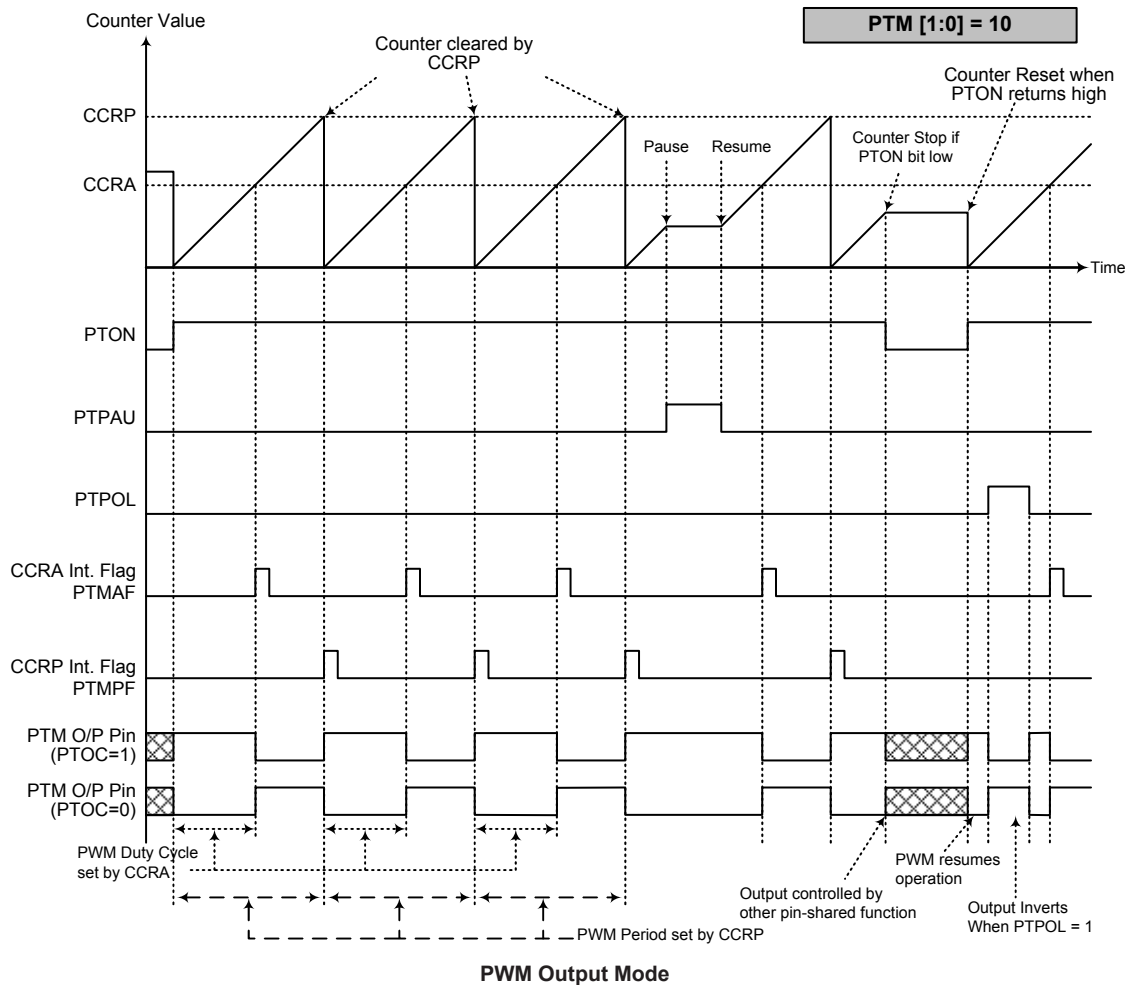 Counter Value
PTM [1:0] = 10
Counter cleared by
CCRP
Counter Reset when
PTON returns high
CCRP
Pause
Resume
Counter Stop if
PTON bit low
CCRA
Time
PTON
PTPAU
PTPOL
CCRA Int. Flag
PTMAF
CCRP Int. Flag
PTMPF
PTM O/P Pin
(PTOC=1)
PTM O/P Pin
(PTOC=0)
PWM Duty Cycle
set by CCRA
PWM resumes
operation
Output controlled by
other pin-shared function
Output Inverts
When PTPOL = 1
PWM Period set by CCRP
PWM Output Mode